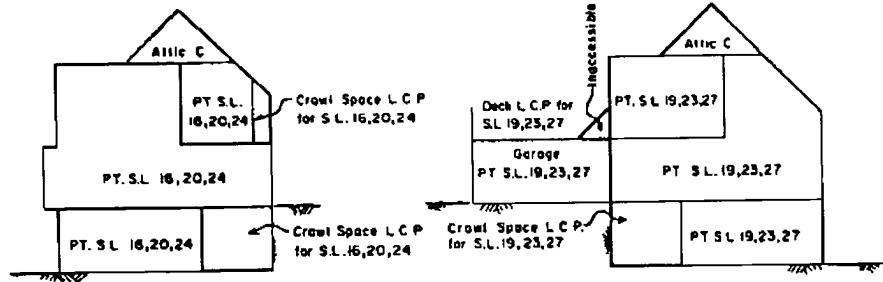 Attic C
PT S.L.
16,20,24
Crawl Space L C P
for S L. 16,20,24
PT. S.L 16,20,24
PT. S L 16,20,24
Crawl Space L C P
for S.L.16,20,24
Attic C
Inaccessible
Deck L.C.P for
S.L 19,23,27
PT. S.L 19,23,27
Garage
PT S.L.19,23,27
PT S.L.19,23,27
Crawl Space L C.P.
for S.L.19,23,27
PT S L 19,23,27